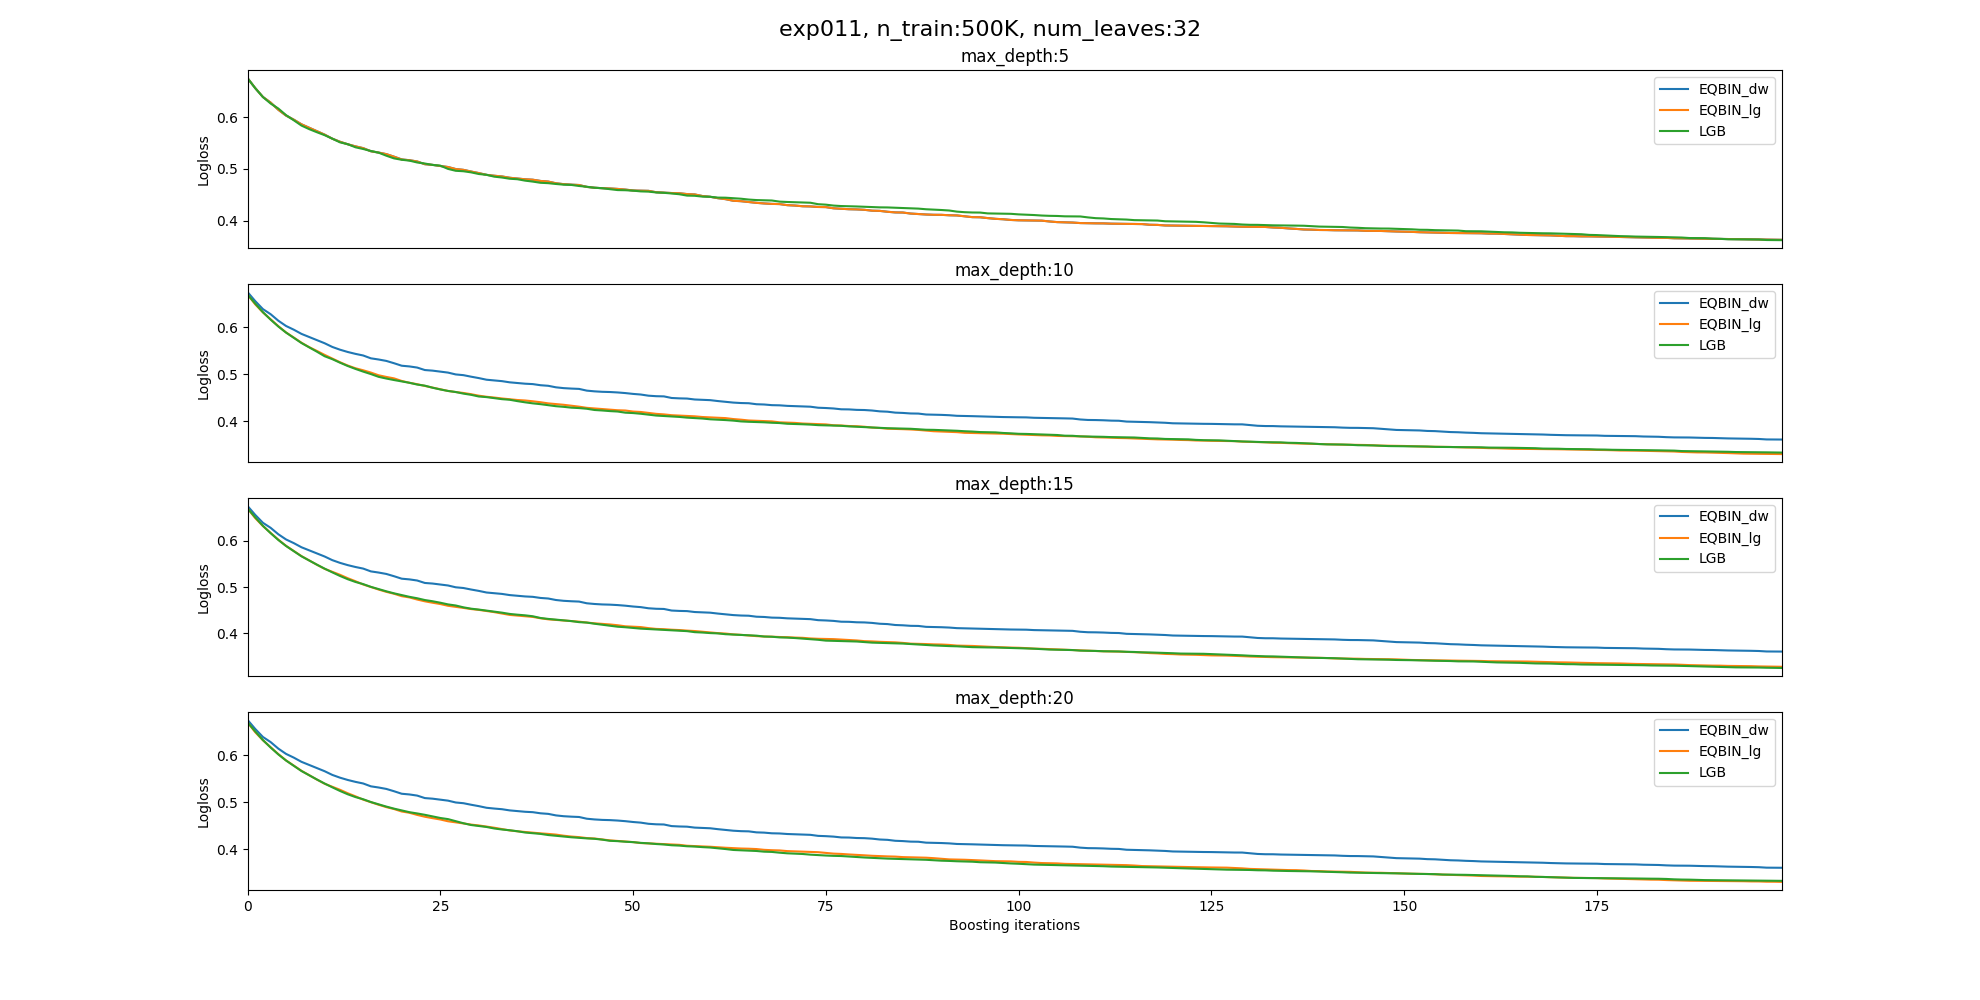 exp011, n_train:500K, num_leaves:32
max_depth:5
0.6
0.5
0.4
Logloss
EQBIN_dw
EQBIN_lg
LGB
max_depth:10
0.6
0.5
0.4
Logloss
EQBIN_dw
EQBIN_lg
LGB
max_depth:15
0.6
0.5
0.4
Logloss
EQBIN_dw
EQBIN_lg
LGB
max_depth:20
0.6
0.5
0.4
Logloss
EQBIN_dw
EQBIN_lg
LGB
0 25 50 75 100 125 150 175
Boosting iterations